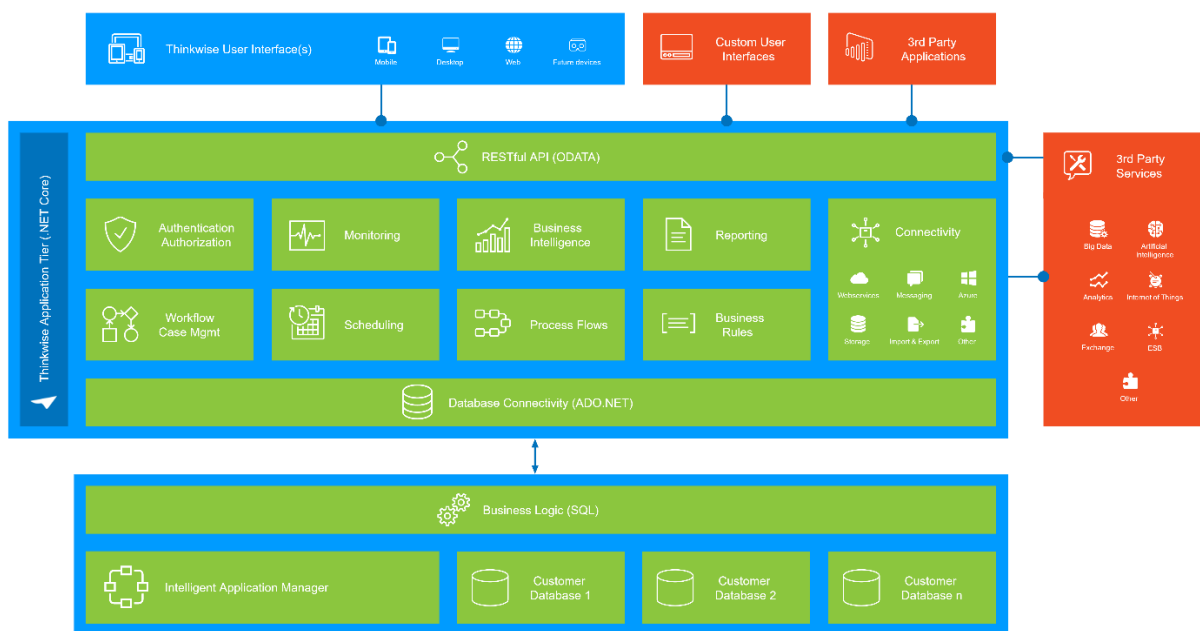 Thinkwise User Interface(s)
Mobile
Desktop
Web
Future devices
Custom User
Interfaces
3rd Party
Applications
Thinkwise Application Tier (.NET Core)
RESTful API (ODATA)
Authentication
Authorization
Monitoring
Business
Intelligence
Reporting
Connectivity
Webservices
Messaging
Azure
Storage
Import & Export
Other
Workflow
Case Mgmt
Scheduling
Process Flows
Business
Rules
Database Connectivity (ADO.NET)
3rd Party
Services
Big Data
Artificial
Intelligence
Analytics
Internet of Things
Exchange
ESB
Other
Business Logic (SQL)
Intelligent Application Manager
Customer
Database 1
Customer
Database 2
Customer
Database n